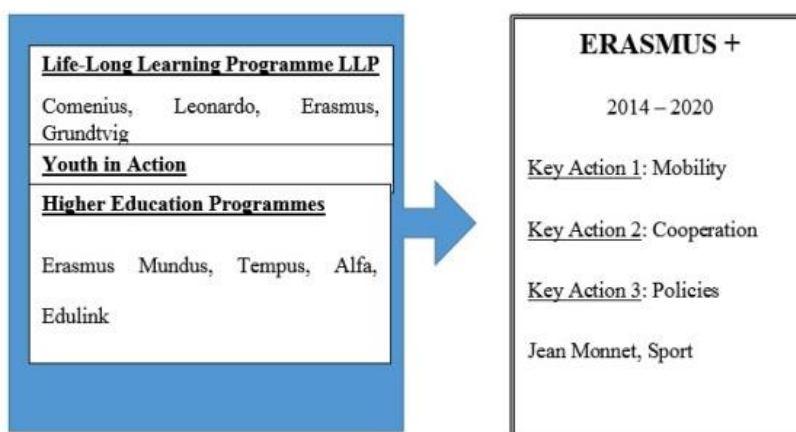 Life-Long Learning Programme LLP
Comenius, Leonardo, Erasmus,
Grundtvig
Youth in Action
Higher Education Programmes
Erasmus Mundus, Tempus, Alfa,
Edulink
ERASMUS +
2014 – 2020
Key Action 1: Mobility
Key Action 2: Cooperation
Key Action 3: Policies
Jean Monnet, Sport